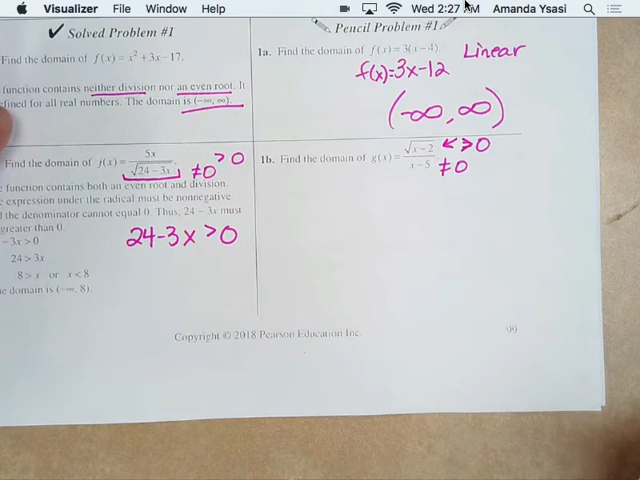 Visualizer File Window Help Wed 2:27 AM Amanda Ysasi
✔ Solved Problem #1
Find the domain of f(x) = x² + 3x − 17.
function contains neither division nor an even root. It
fined for all real numbers. The domain is (−∞, ∞).
Pencil Problem #1
1a. Find the domain of f(x) = 3(x − 4). Linear
f(x)=3x−12
(−∞, ∞)
Find the domain of j(x) = 5x / √24 − 3x. ≠0 >0
e function contains both an even root and division.
e expression under the radical must be nonnegative
d the denominator cannot equal 0. Thus, 24 − 3x must
greater than 0.
−3x > 0
24 > 3x
8 > x or x < 8
he domain is (−∞, 8).
24−3x >0
1b. Find the domain of g(x) = √x − 2 / x − 5 >0
≠0
Copyright © 2018 Pearson Education Inc.
99